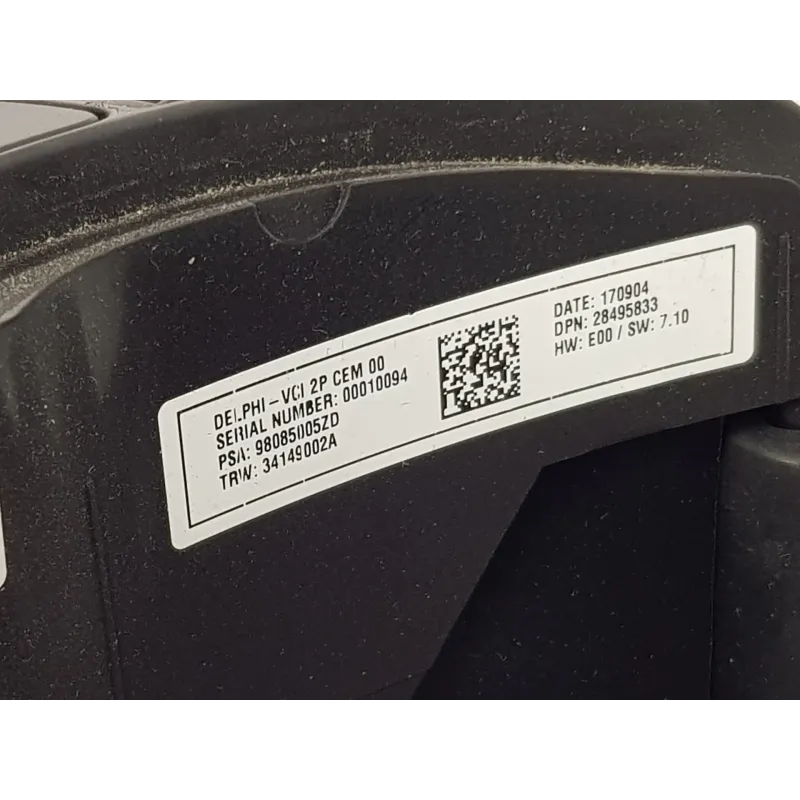 DELPHI-VCI 2P CEM 00
SERIAL NUMBER: 00010094
PSA: 98085005ZD
TRW: 34149002A
DATE: 170904
DPN: 28495833
HW: E00 / SW: 7.10